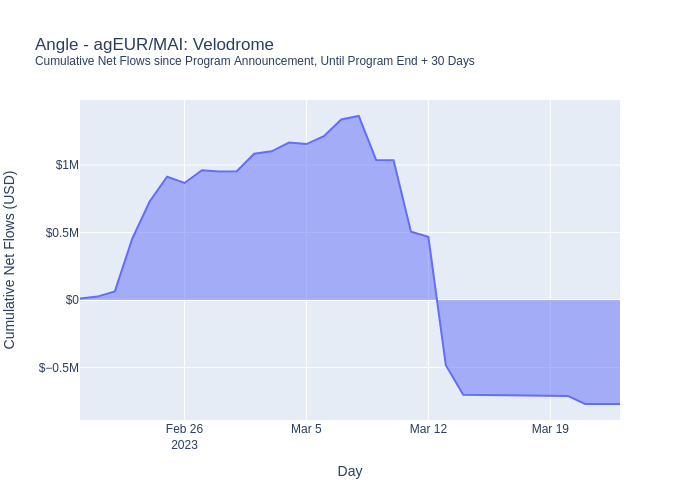 Angle - agEUR/MAI: Velodrome
Cumulative Net Flows since Program Announcement, Until Program End + 30 Days
Cumulative Net Flows (USD)
$1M
$0.5M
$0
$−0.5M
Feb 26
2023
Mar 5
Mar 12
Mar 19
Day